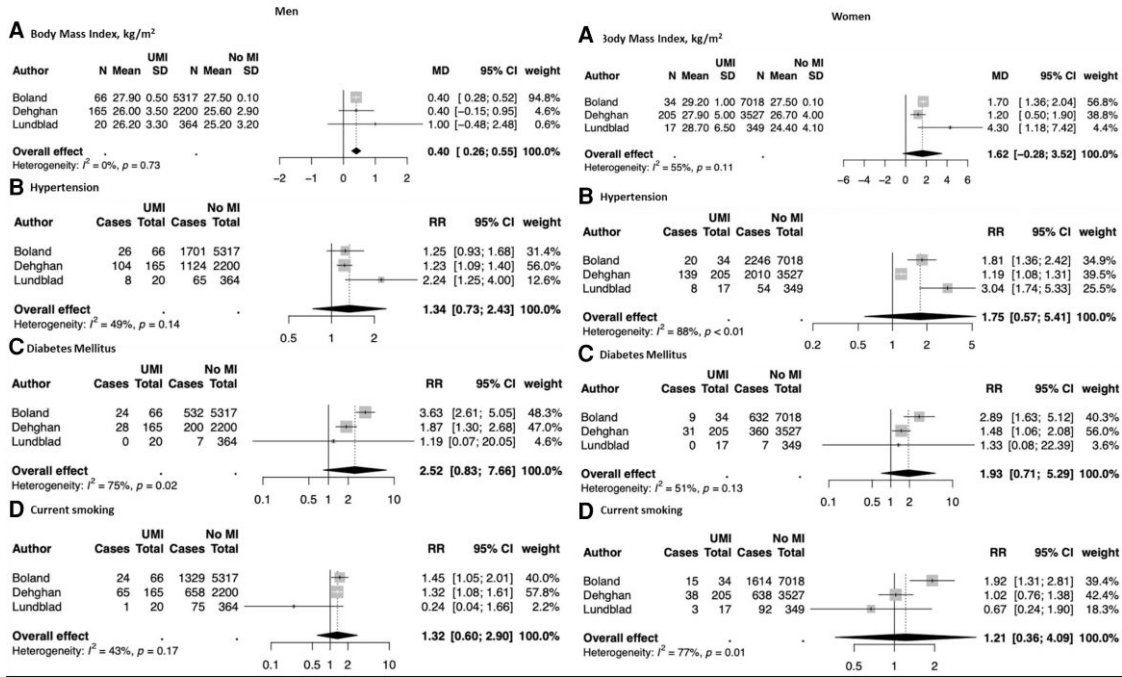 Men
A Body Mass Index, kg/m²
UMI No MI
Author N Mean SD N Mean SD MD 95% CI weight
Boland 66 27.90 0.50 5317 27.50 0.10 0.40 [ 0.28; 0.52] 94.8%
Dehghan 165 26.00 3.50 2200 25.60 2.90 0.40 [−0.15; 0.95] 4.6%
Lundblad 20 26.20 3.30 364 25.20 3.20 1.00 [−0.48; 2.48] 0.6%
Overall effect . . 0.40 [ 0.26; 0.55] 100.0%
Heterogeneity: I² = 0%, p = 0.73
−2 −1 0 1 2
B Hypertension
UMI No MI
Author Cases Total Cases Total RR 95% CI weight
Boland 26 66 1701 5317 1.25 [0.93; 1.68] 31.4%
Dehghan 104 165 1124 2200 1.23 [1.09; 1.40] 56.0%
Lundblad 8 20 65 364 2.24 [1.25; 4.00] 12.6%
Overall effect . . 1.34 [0.73; 2.43] 100.0%
Heterogeneity: I² = 49%, p = 0.14
0.5 1 2
C Diabetes Mellitus
UMI No MI
Author Cases Total Cases Total RR 95% CI weight
Boland 24 66 532 5317 3.63 [2.61; 5.05] 48.3%
Dehghan 28 165 200 2200 1.87 [1.30; 2.68] 47.0%
Lundblad 0 20 7 364 1.19 [0.07; 20.05] 4.6%
Overall effect . . 2.52 [0.83; 7.66] 100.0%
Heterogeneity: I² = 75%, p = 0.02
0.1 1 2 10
D Current smoking
UMI No MI
Author Cases Total Cases Total RR 95% CI weight
Boland 24 66 1329 5317 1.45 [1.05; 2.01] 40.0%
Dehghan 65 165 658 2200 1.32 [1.08; 1.61] 57.8%
Lundblad 1 20 75 364 0.24 [0.04; 1.66] 2.2%
Overall effect . . 1.32 [0.60; 2.90] 100.0%
Heterogeneity: I² = 43%, p = 0.17
0.1 1 2 10
Women
A Body Mass Index, kg/m²
UMI No MI
Author N Mean SD N Mean SD MD 95% CI weight
Boland 34 29.20 1.00 7018 27.50 0.10 1.70 [ 1.36; 2.04] 56.8%
Dehghan 205 27.90 5.00 3527 26.70 4.00 1.20 [ 0.50; 1.90] 38.8%
Lundblad 17 28.70 6.50 349 24.40 4.10 4.30 [ 1.18; 7.42] 4.4%
Overall effect . . 1.62 [−0.28; 3.52] 100.0%
Heterogeneity: I² = 55%, p = 0.11
−6 −4 −2 0 2 4 6
B Hypertension
UMI No MI
Author Cases Total Cases Total RR 95% CI weight
Boland 20 34 2246 7018 1.81 [1.36; 2.42] 34.9%
Dehghan 139 205 2010 3527 1.19 [1.08; 1.31] 39.5%
Lundblad 8 17 54 349 3.04 [1.74; 5.33] 25.5%
Overall effect . . 1.75 [0.57; 5.41] 100.0%
Heterogeneity: I² = 88%, p < 0.01
0.2 0.5 1 2 5
C Diabetes Mellitus
UMI No MI
Author Cases Total Cases Total RR 95% CI weight
Boland 9 34 632 7018 2.89 [1.63; 5.12] 40.3%
Dehghan 31 205 360 3527 1.48 [1.06; 2.08] 56.0%
Lundblad 0 17 7 349 1.33 [0.08; 22.39] 3.6%
Overall effect . . 1.93 [0.71; 5.29] 100.0%
Heterogeneity: I² = 51%, p = 0.13
0.1 1 2 10
D Current smoking
UMI No MI
Author Cases Total Cases Total RR 95% CI weight
Boland 15 34 1614 7018 1.92 [1.31; 2.81] 39.4%
Dehghan 38 205 638 3527 1.02 [0.76; 1.38] 42.4%
Lundblad 3 17 92 349 0.67 [0.24; 1.90] 18.3%
Overall effect . . 1.21 [0.36; 4.09] 100.0%
Heterogeneity: I² = 77%, p = 0.01
0.5 1 2